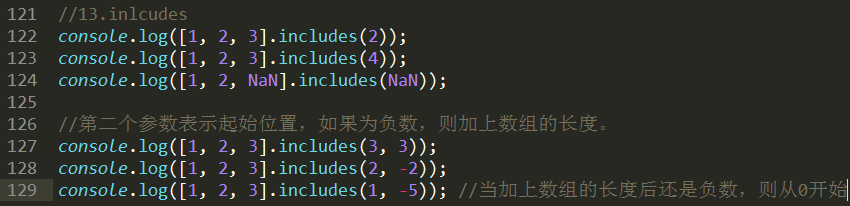 121 //13.inlcudes
122 console.log([1, 2, 3].includes(2));
123 console.log([1, 2, 3].includes(4));
124 console.log([1, 2, NaN].includes(NaN));
125
126 //第二个参数表示起始位置，如果为负数，则加上数组的长度。
127 console.log([1, 2, 3].includes(3, 3));
128 console.log([1, 2, 3].includes(2, -2));
129 console.log([1, 2, 3].includes(1, -5)); //当加上数组的长度后还是负数，则从0开始